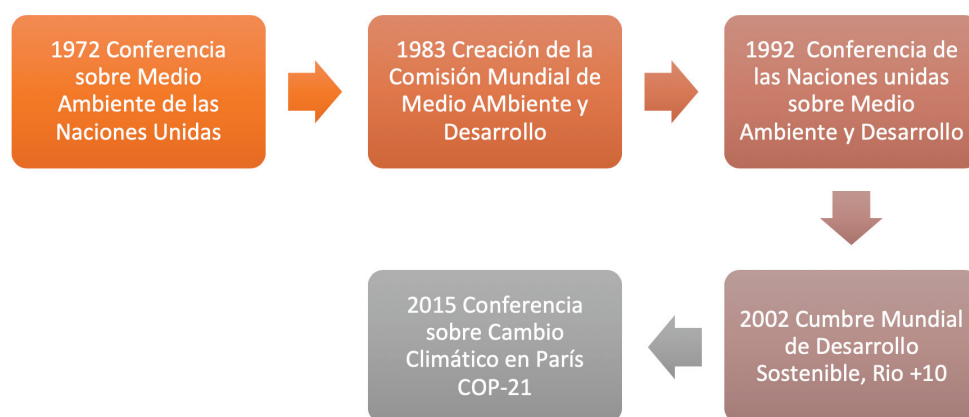 1972 Conferencia
sobre Medio
Ambiente de las
Naciones Unidas
1983 Creación de la
Comisión Mundial de
Medio AMbiente y
Desarrollo
1992 Conferencia de
las Naciones unidas
sobre Medio
Ambiente y Desarrollo
2002 Cumbre Mundial
de Desarrollo
Sostenible, Rio +10
2015 Conferencia
sobre Cambio
Climático en París
COP-21